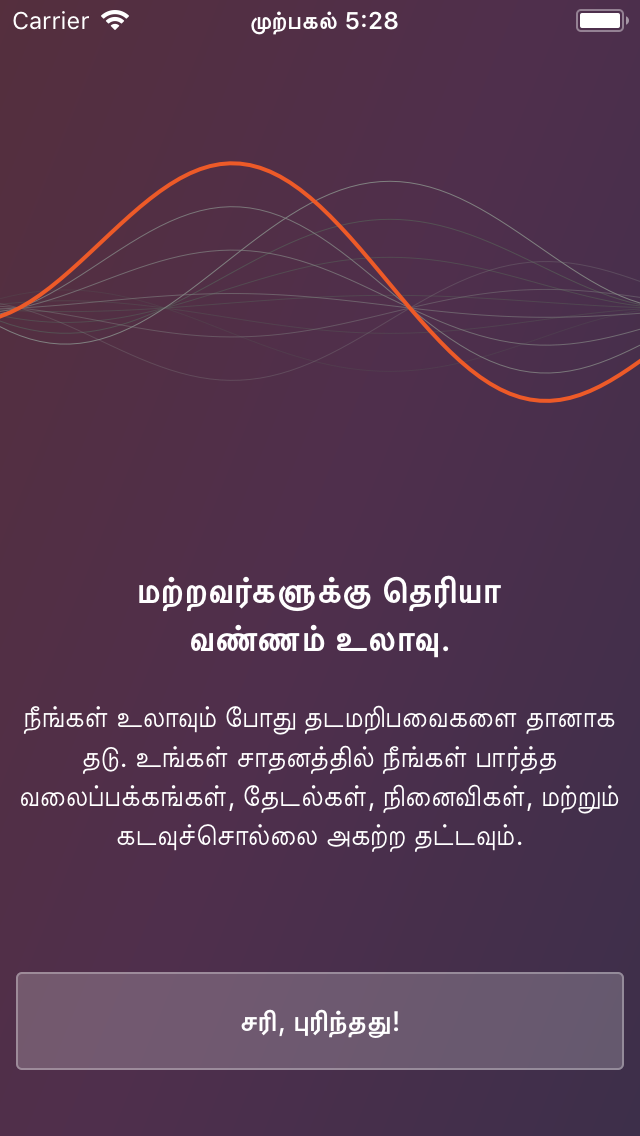 Carrier முற்பகல் 5:28
மற்றவர்களுக்கு தெரியா
வண்ணம் உலாவு.
நீங்கள் உலாவும் போது தடமறிபவைகளை தானாக
தடு. உங்கள் சாதனத்தில் நீங்கள் பார்த்த
வலைப்பக்கங்கள், தேடல்கள், நினைவிகள், மற்றும்
கடவுச்சொல்லை அகற்ற தட்டவும்.
சரி, புரிந்தது!